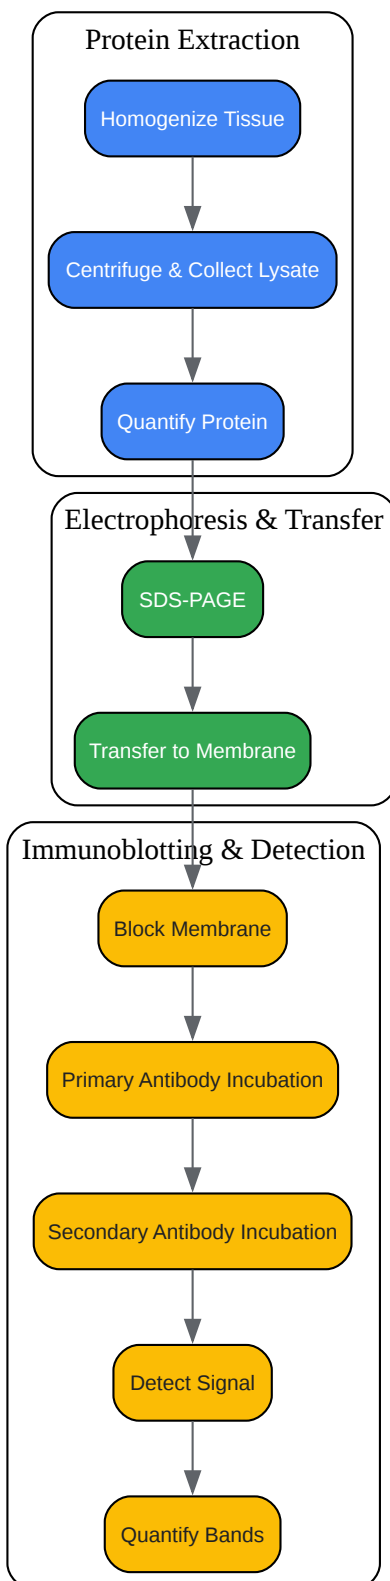 Protein Extraction
Homogenize Tissue
Centrifuge & Collect Lysate
Quantify Protein
Electrophoresis & Transfer
SDS-PAGE
Transfer to Membrane
Immunoblotting & Detection
Block Membrane
Primary Antibody Incubation
Secondary Antibody Incubation
Detect Signal
Quantify Bands